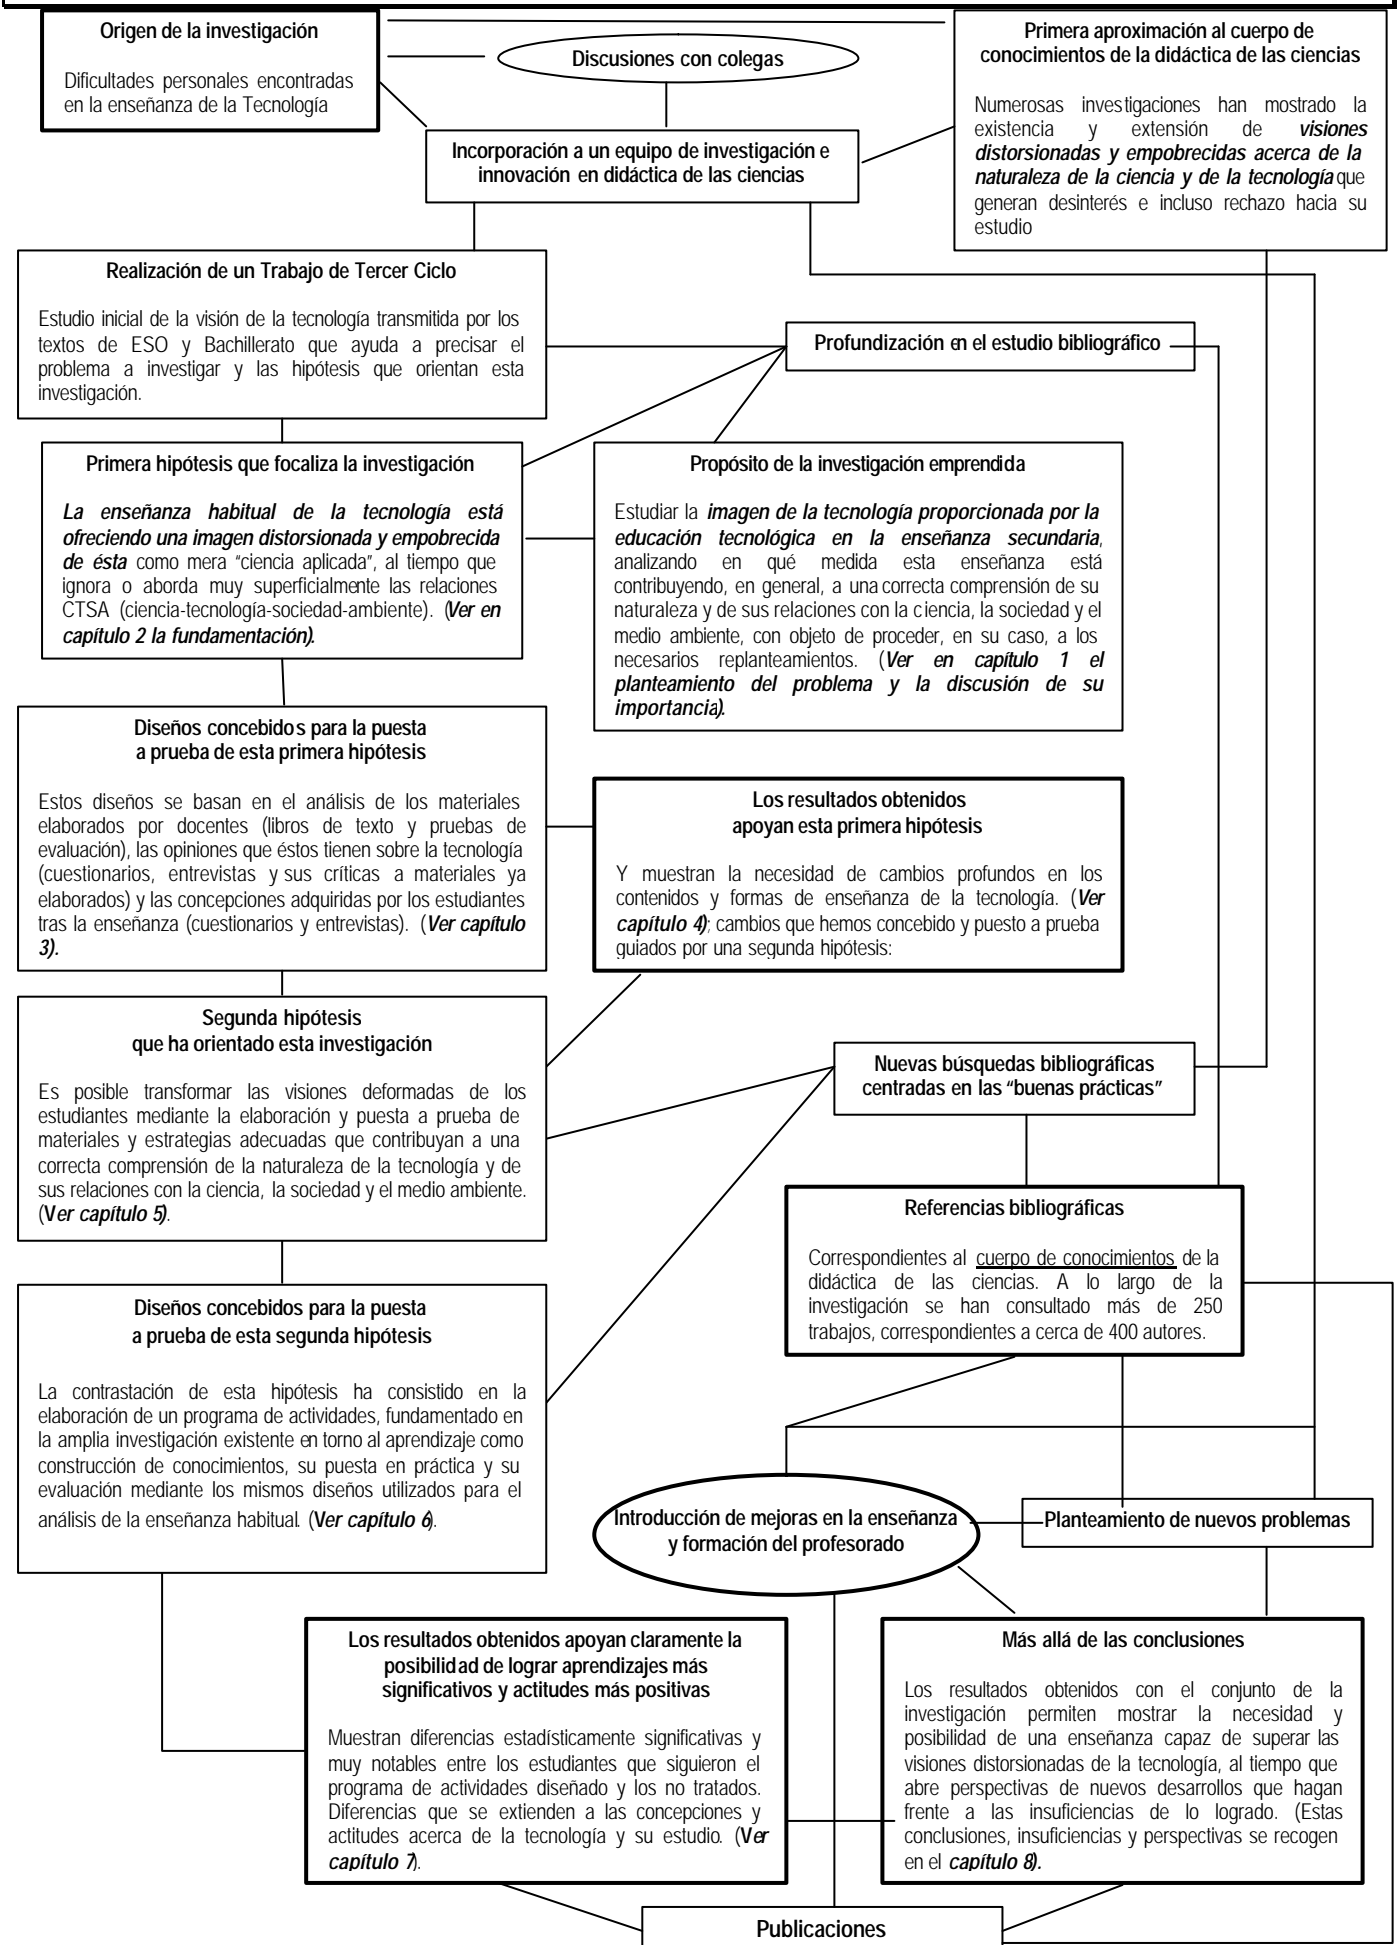 Origen de la investigación
Dificultades personales encontradas
en la enseñanza de la Tecnología
Discusiones con colegas
Primera aproximación al cuerpo de
conocimientos de la didáctica de las ciencias
Numerosas investigaciones han mostrado la
existencia y extensión de visiones
distorsionadas y empobrecidas acerca de la
naturaleza de la ciencia y de la tecnología que
generan desinterés e incluso rechazo hacia su
estudio
Incorporación a un equipo de investigación e
innovación en didáctica de las ciencias
Realización de un Trabajo de Tercer Ciclo
Estudio inicial de la visión de la tecnología transmitida por los
textos de ESO y Bachillerato que ayuda a precisar el
problema a investigar y las hipótesis que orientan esta
investigación.
Profundización en el estudio bibliográfico
Primera hipótesis que focaliza la investigación
La enseñanza habitual de la tecnología está
ofreciendo una imagen distorsionada y empobrecida
de ésta como mera “ciencia aplicada”, al tiempo que
ignora o aborda muy superficialmente las relaciones
CTSA (ciencia-tecnología-sociedad-ambiente). (Ver en
capítulo 2 la fundamentación).
Propósito de la investigación emprendida
Estudiar la imagen de la tecnología proporcionada por la
educación tecnológica en la enseñanza secundaria,
analizando en qué medida esta enseñanza está
contribuyendo, en general, a una correcta comprensión de su
naturaleza y de sus relaciones con la ciencia, la sociedad y el
medio ambiente, con objeto de proceder, en su caso, a los
necesarios replanteamientos. (Ver en capítulo 1 el
planteamiento del problema y la discusión de su
importancia).
Diseños concebidos para la puesta
a prueba de esta primera hipótesis
Estos diseños se basan en el análisis de los materiales
elaborados por docentes (libros de texto y pruebas de
evaluación), las opiniones que éstos tienen sobre la tecnología
(cuestionarios, entrevistas y sus críticas a materiales ya
elaborados) y las concepciones adquiridas por los estudiantes
tras la enseñanza (cuestionarios y entrevistas). (Ver capítulo
3).
Los resultados obtenidos
apoyan esta primera hipótesis
Y muestran la necesidad de cambios profundos en los
contenidos y formas de enseñanza de la tecnología. (Ver
capítulo 4); cambios que hemos concebido y puesto a prueba
guiados por una segunda hipótesis:
Segunda hipótesis
que ha orientado esta investigación
Es posible transformar las visiones deformadas de los
estudiantes mediante la elaboración y puesta a prueba de
materiales y estrategias adecuadas que contribuyan a una
correcta comprensión de la naturaleza de la tecnología y de
sus relaciones con la ciencia, la sociedad y el medio ambiente.
(Ver capítulo 5).
Nuevas búsquedas bibliográficas
centradas en las “buenas prácticas”
Referencias bibliográficas
Correspondientes al cuerpo de conocimientos de la
didáctica de las ciencias. A lo largo de la
investigación se han consultado más de 250
trabajos, correspondientes a cerca de 400 autores.
Diseños concebidos para la puesta
a prueba de esta segunda hipótesis
La contrastación de esta hipótesis ha consistido en la
elaboración de un programa de actividades, fundamentado en
la amplia investigación existente en torno al aprendizaje como
construcción de conocimientos, su puesta en práctica y su
evaluación mediante los mismos diseños utilizados para el
análisis de la enseñanza habitual. (Ver capítulo 6).
Introducción de mejoras en la enseñanza
y formación del profesorado
Planteamiento de nuevos problemas
Los resultados obtenidos apoyan claramente la
posibilidad de lograr aprendizajes más
significativos y actitudes más positivas
Muestran diferencias estadísticamente significativas y
muy notables entre los estudiantes que siguieron el
programa de actividades diseñado y los no tratados.
Diferencias que se extienden a las concepciones y
actitudes acerca de la tecnología y su estudio. (Ver
capítulo 7).
Más allá de las conclusiones
Los resultados obtenidos con el conjunto de la
investigación permiten mostrar la necesidad y
posibilidad de una enseñanza capaz de superar las
visiones distorsionadas de la tecnología, al tiempo que
abre perspectivas de nuevos desarrollos que hagan
frente a las insuficiencias de lo logrado. (Estas
conclusiones, insuficiencias y perspectivas se recogen
en el capítulo 8).
Publicaciones